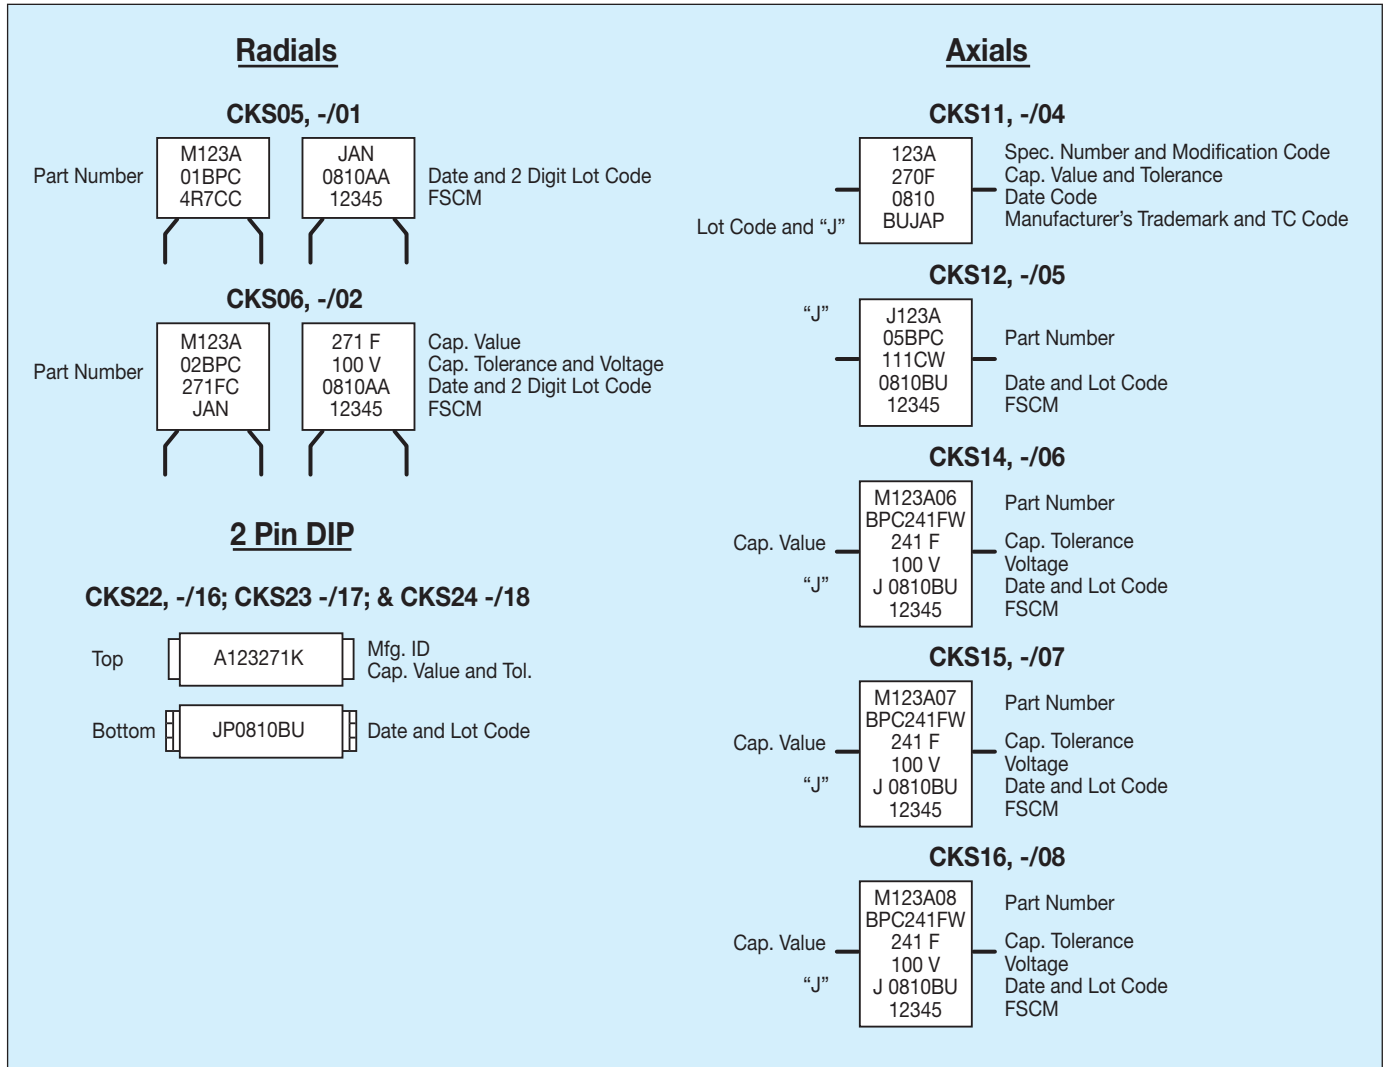 Radials
CKS05, -/01
Part Number
M123A
01BPC
4R7CC
JAN
0810AA
12345
Date and 2 Digit Lot Code
FSCM
CKS06, -/02
Part Number
M123A
02BPC
271FC
JAN
271 F
100 V
0810AA
12345
Cap. Value
Cap. Tolerance and Voltage
Date and 2 Digit Lot Code
FSCM
2 Pin DIP
CKS22, -/16; CKS23 -/17; & CKS24 -/18
Top
A123271K
Mfg. ID
Cap. Value and Tol.
Bottom
JP0810BU
Date and Lot Code
Axials
CKS11, -/04
Lot Code and “J”
123A
270F
0810
BUJAP
Spec. Number and Modification Code
Cap. Value and Tolerance
Date Code
Manufacturer’s Trademark and TC Code
CKS12, -/05
“J”
J123A
05BPC
111CW
0810BU
12345
Part Number
Date and Lot Code
FSCM
CKS14, -/06
Cap. Value
“J”
M123A06
BPC241FW
241 F
100 V
J 0810BU
12345
Part Number
Cap. Tolerance
Voltage
Date and Lot Code
FSCM
CKS15, -/07
Cap. Value
“J”
M123A07
BPC241FW
241 F
100 V
J 0810BU
12345
Part Number
Cap. Tolerance
Voltage
Date and Lot Code
FSCM
CKS16, -/08
Cap. Value
“J”
M123A08
BPC241FW
241 F
100 V
J 0810BU
12345
Part Number
Cap. Tolerance
Voltage
Date and Lot Code
FSCM